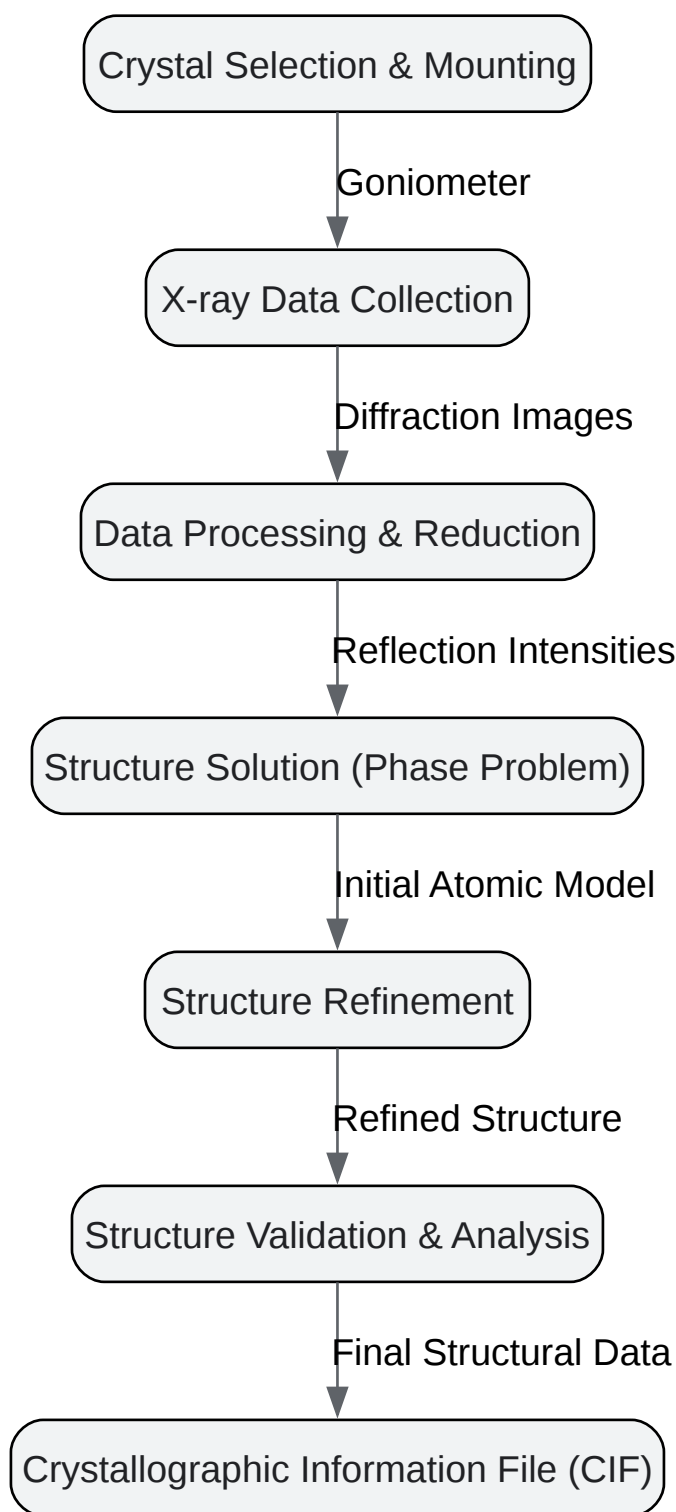 Crystal Selection & Mounting
Goniometer
X-ray Data Collection
Diffraction Images
Data Processing & Reduction
Reflection Intensities
Structure Solution (Phase Problem)
Initial Atomic Model
Structure Refinement
Refined Structure
Structure Validation & Analysis
Final Structural Data
Crystallographic Information File (CIF)